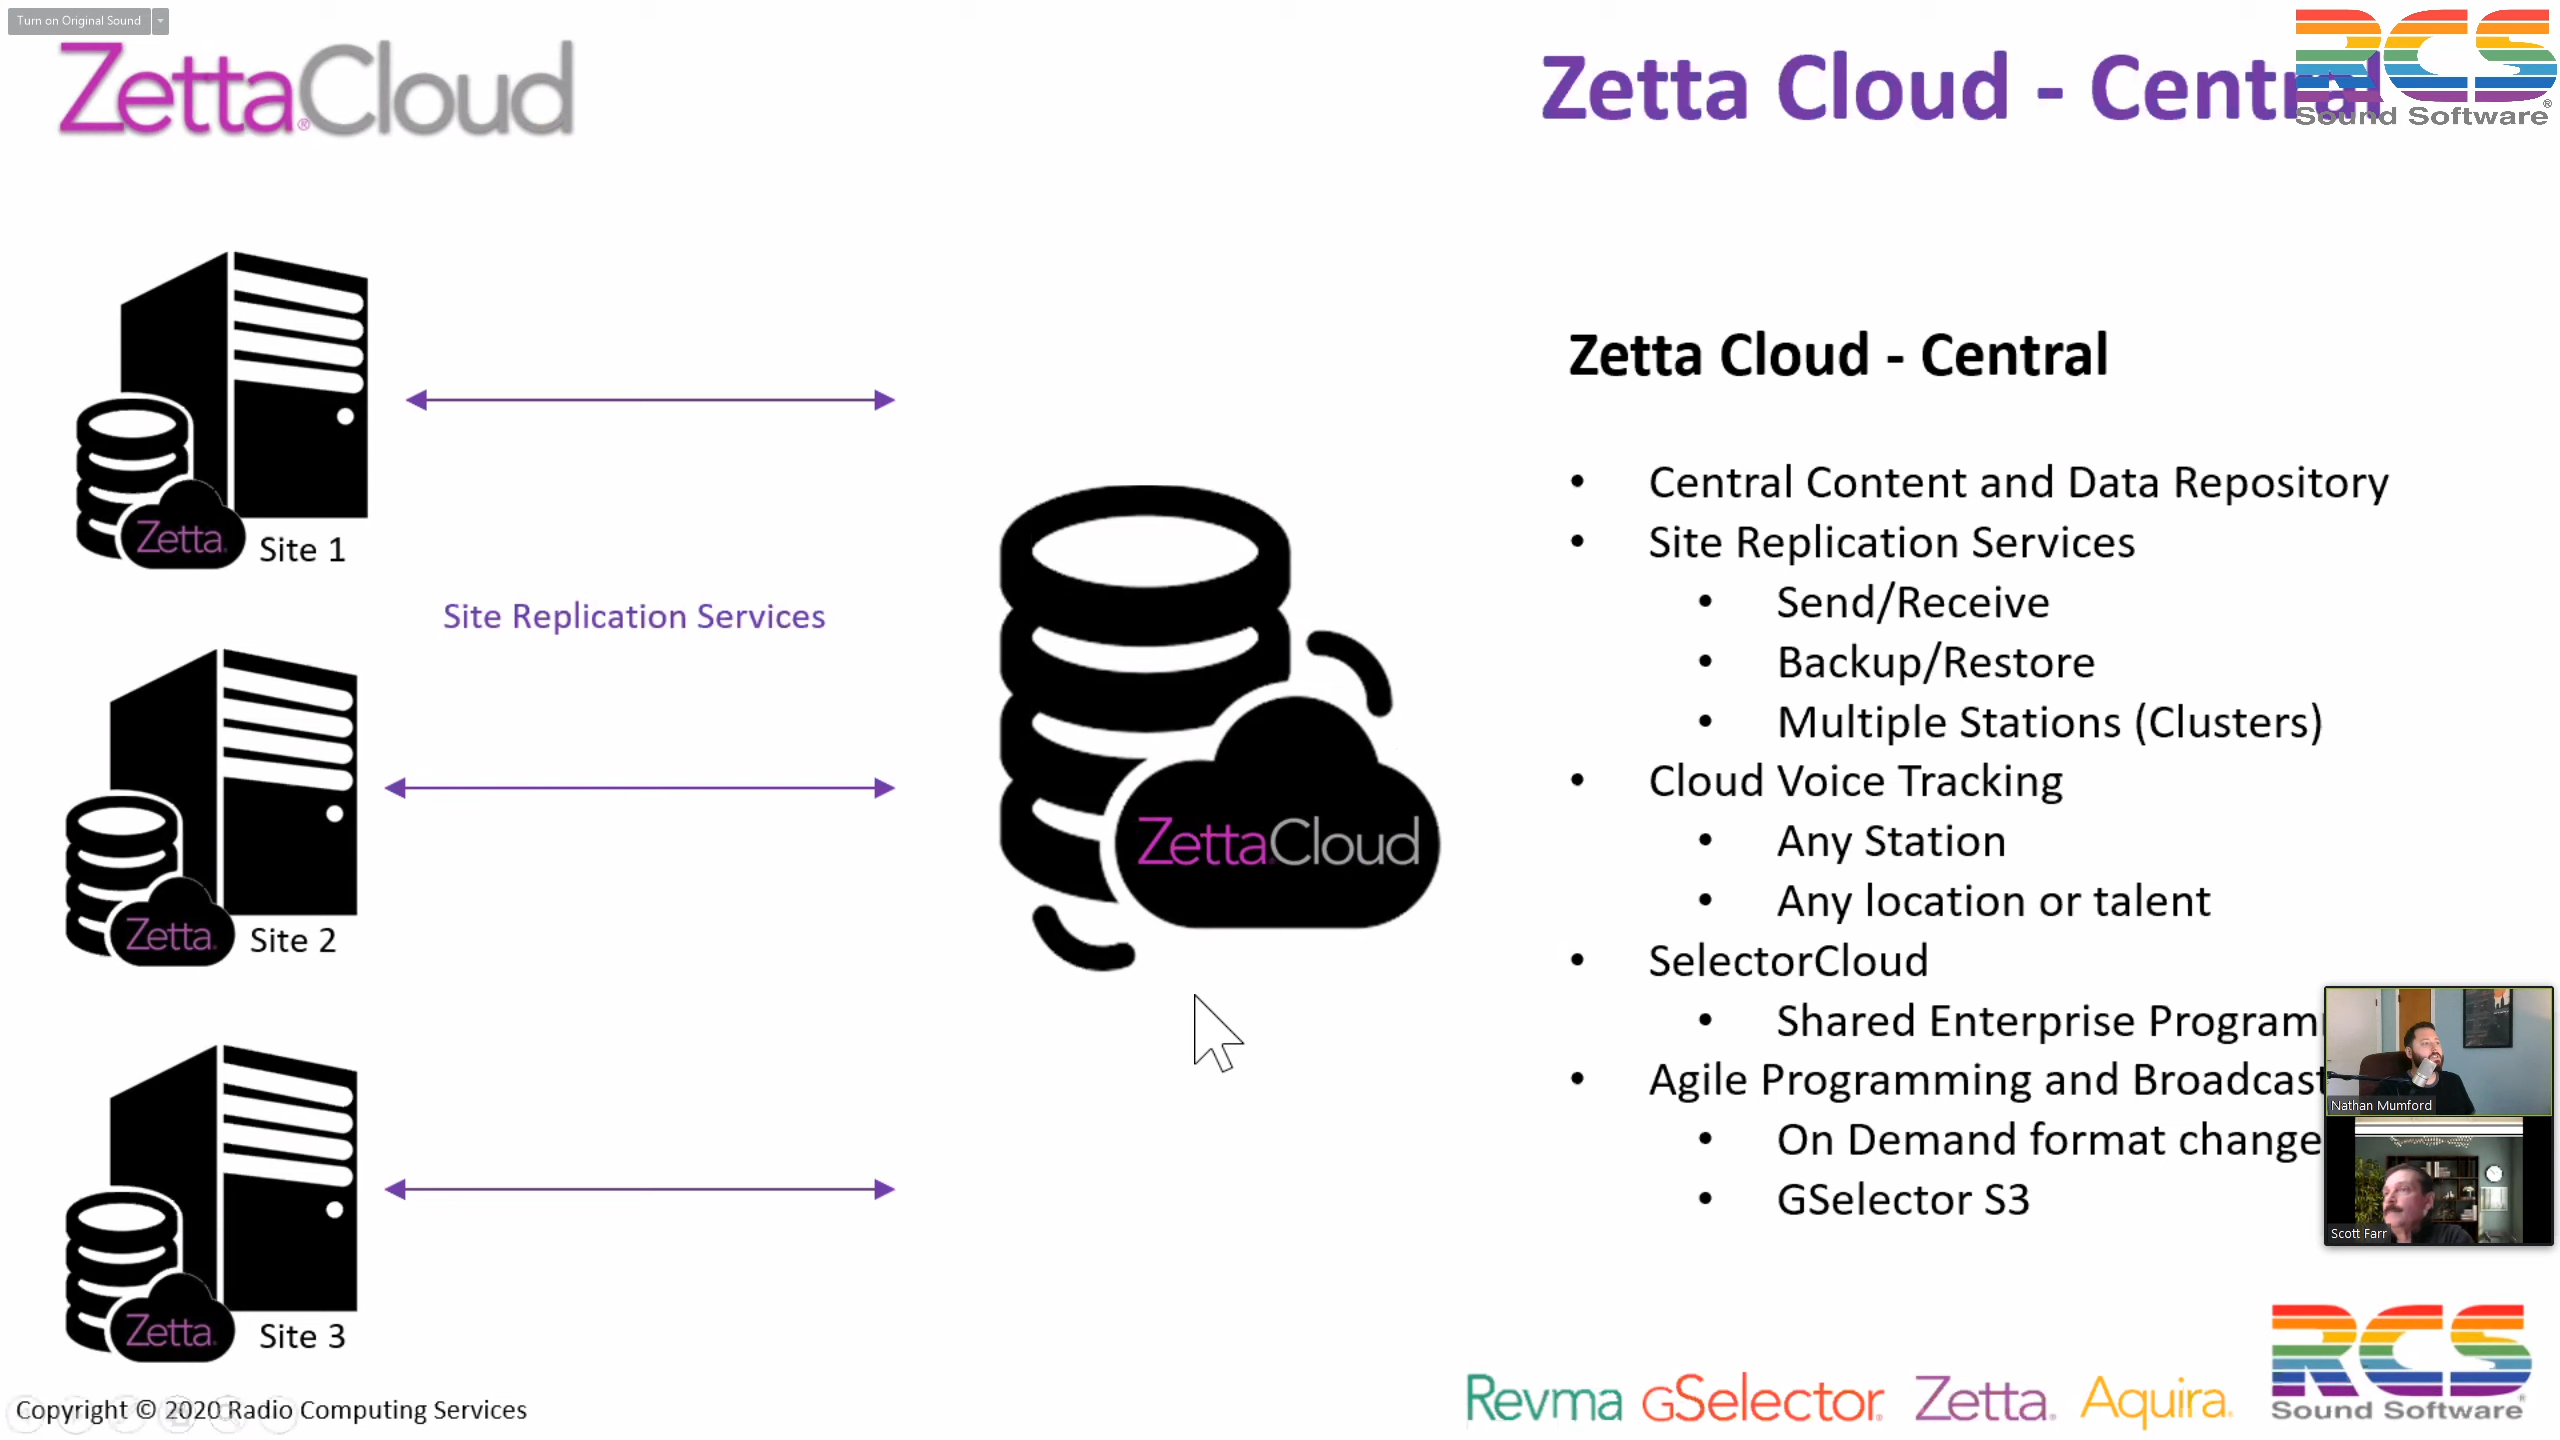 Turn on Original Sound
ZettaCloud
Zetta Cloud - Central
RCS
Sound Software
Zetta Cloud - Central
Central Content and Data Repository
Site Replication Services
Send/Receive
Backup/Restore
Multiple Stations (Clusters)
Cloud Voice Tracking
Any Station
Any location or talent
SelectorCloud
Shared Enterprise
Agile Programming and
On Demand format change
GSelector S3
Zetta.
Site 1
Site Replication Services
Zetta.
Site 2
ZettaCloud
Zetta.
Site 3
Nathan Mumford
Scott Farr
Copyright © 2020 Radio Computing Services
Revma GSelector. Zetta. Aquira.
RCS
Sound Software